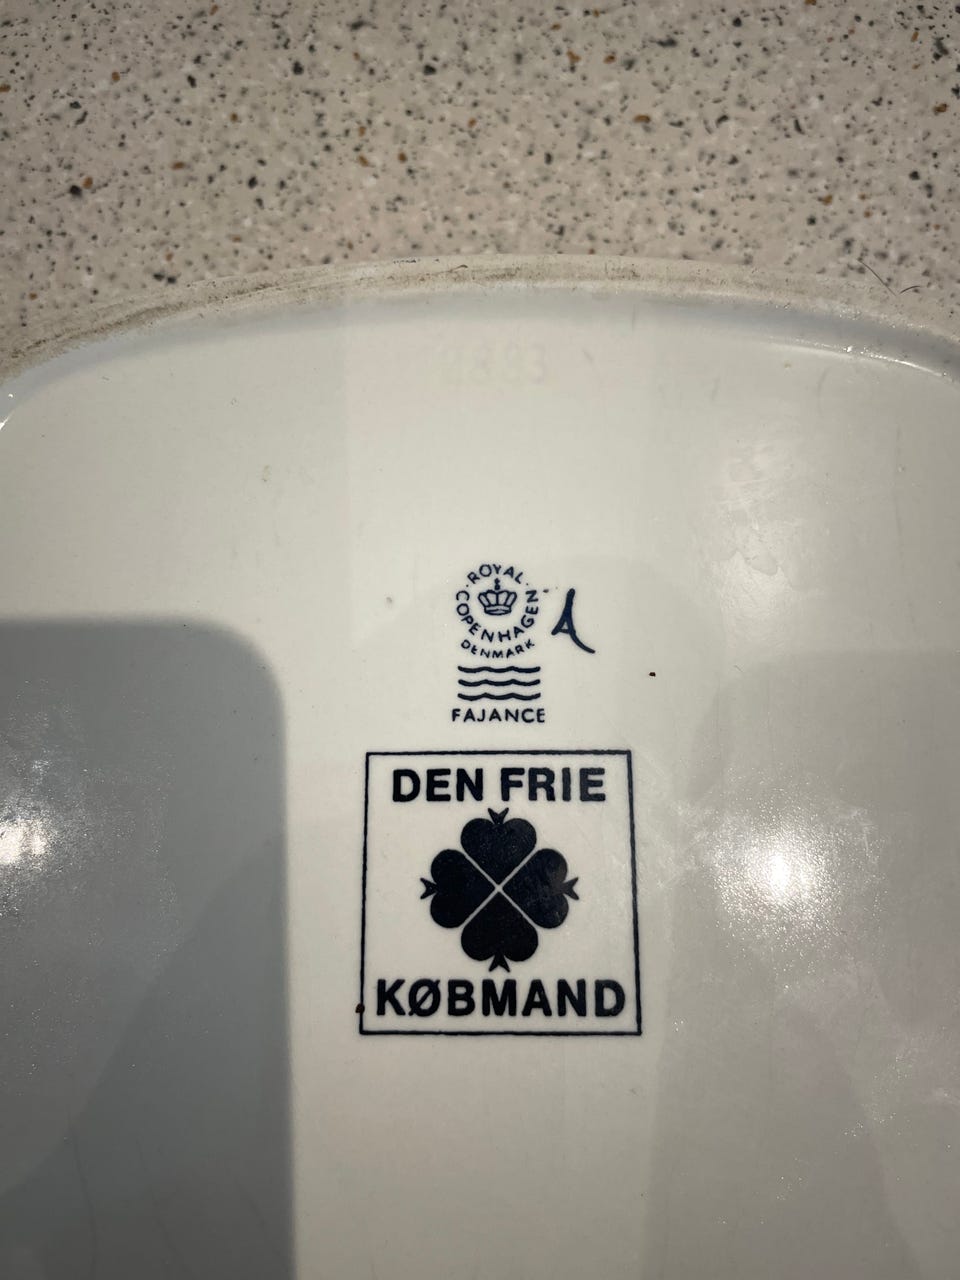 ROYAL
COPENHAGEN
DENMARK
A
FAJANCE
DEN FRIE
KØBMAND